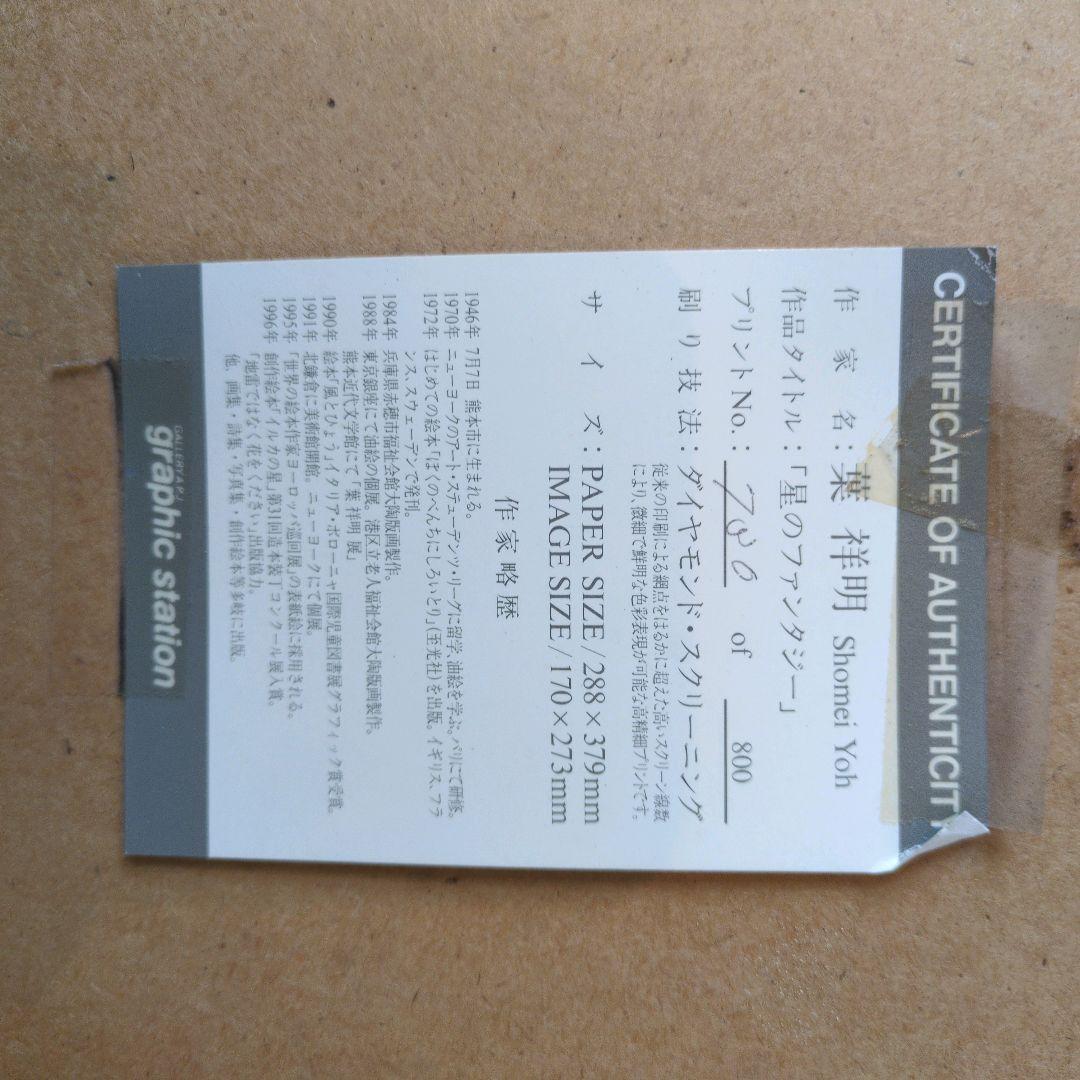 CERTIFICATE OF AUTHENTICITY
作家名：葉 祥明 Shomei Yoh
作品タイトル：「星のファンタジー」
プリントNo.： of 800
刷り技法：ダイヤモンド・スクリーニング
従来の印刷による網点をはるかに超えた高いスクリーン線数
により、微細で鮮明な色彩表現が可能な高精細プリントです。
サイズ：PAPER SIZE/288×379mm
IMAGE SIZE/170×273mm
作家略歴
1946年 7月7日 熊本市に生まれる。
1970年 ニューヨークのアート・ステューデンツ・リーグに留学。油絵を学ぶ。パリにて研修。
1972年 はじめての絵本「ぼくのべんちにしろいとり」(至光社)を出版。イギリス、フラ
ンス、スウェーデンで発刊。
1984年 兵庫県赤穂市福祉会館大陶版画製作。
1988年 東京銀座にて油絵の個展。港区立老人福祉会館大陶版画製作。
熊本近代文学館にて「葉 祥明 展」
1990年 絵本「風とひょう」イタリア・ボローニャ国際児童図書展グラフィック賞受賞。
1991年 北鎌倉に美術館開館。ニューヨークにて個展。
1995年 「世界の絵本作家ヨーロッパ巡回展」の表紙絵に採用される。
1996年 創作絵本「イルカの星」第31回造本装丁コンクール展入賞。
「地雷ではなく花をください」出版協力。
他、画集・詩集・写真集・創作絵本等多岐に出版。
graphic station